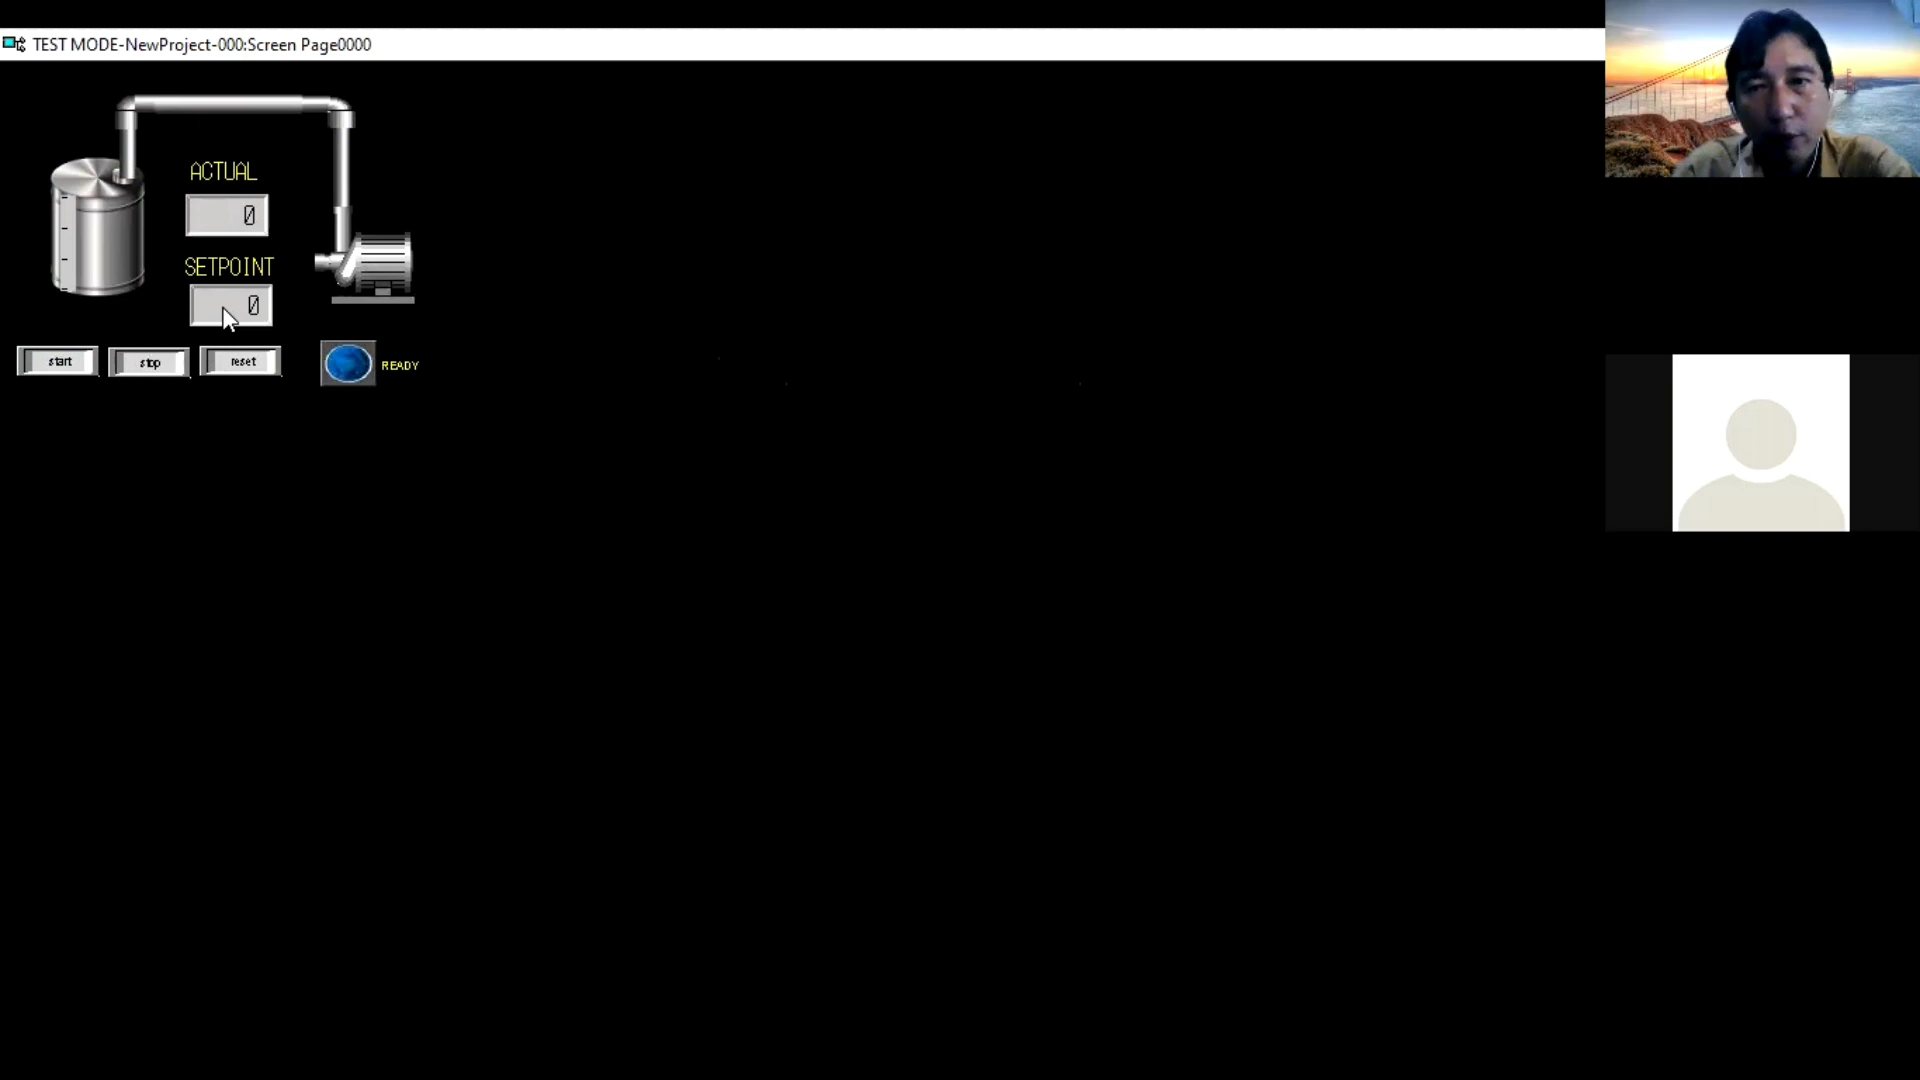 TEST MODE-NewProject-000:Screen Page0000
ACTUAL
0
SETPOINT
0
start
stop
reset
READY